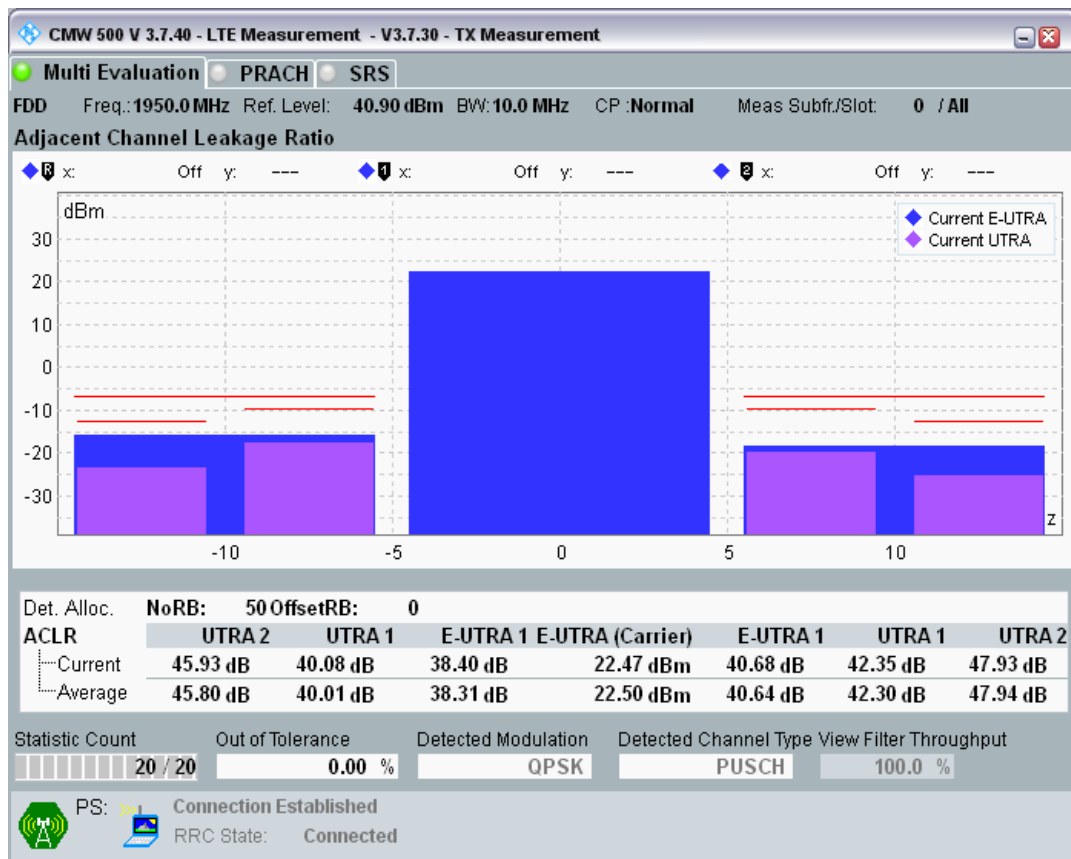 CMW 500 V 3.7.40 - LTE Measurement - V3.7.30 - TX Measurement
Multi Evaluation PRACH SRS
FDD Freq.: 1950.0 MHz Ref. Level: 40.90 dBm BW: 10.0 MHz CP :Normal Meas Subfr./Slot: 0 / All
Adjacent Channel Leakage Ratio
R x: Off y: --- 1 x: Off y: --- 2 x: Off y: ---
dBm
Current E-UTRA
Current UTRA
30
20
10
0
-10
-20
-30
z
-10 -5 0 5 10
Det. Alloc. NoRB: 50 OffsetRB: 0
ACLR UTRA 2 UTRA 1 E-UTRA 1 E-UTRA (Carrier) E-UTRA 1 UTRA 1 UTRA 2
Current 45.93 dB 40.08 dB 38.40 dB 22.47 dBm 40.68 dB 42.35 dB 47.93 dB
Average 45.80 dB 40.01 dB 38.31 dB 22.50 dBm 40.64 dB 42.30 dB 47.94 dB
Statistic Count Out of Tolerance Detected Modulation Detected Channel Type View Filter Throughput
20 / 20 0.00 % QPSK PUSCH 100.0 %
PS: Connection Established
RRC State: Connected